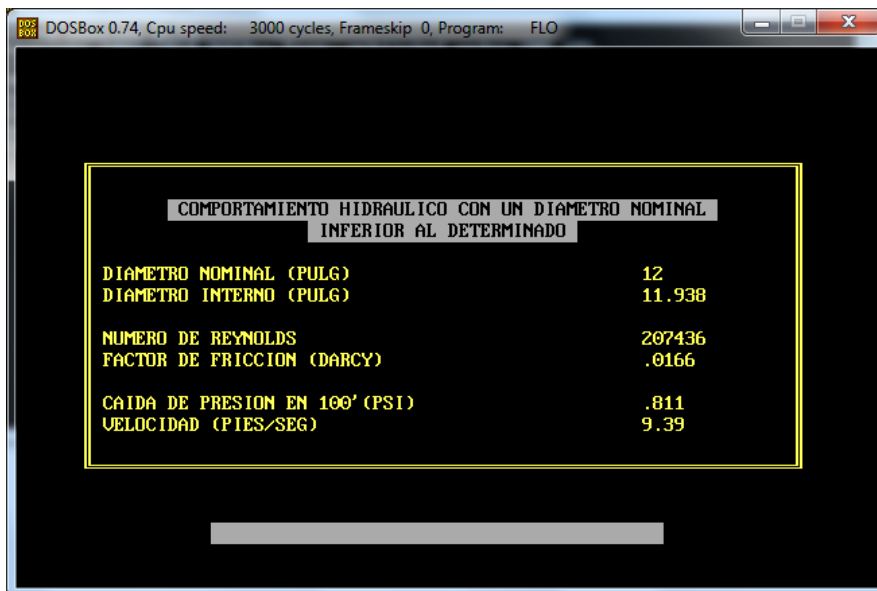 DOSBox 0.74, Cpu speed: 3000 cycles, Frameskip 0, Program: FLO
COMPORTAMIENTO HIDRAULICO CON UN DIAMETRO NOMINAL
INFERIOR AL DETERMINADO
DIAMETRO NOMINAL (PULG) 12
DIAMETRO INTERNO (PULG) 11.938
NUMERO DE REYNOLDS 207436
FACTOR DE FRICCION (DARCY) .0166
CAIDA DE PRESION EN 100'(PSI) .811
VELOCIDAD (PIES/SEG) 9.39